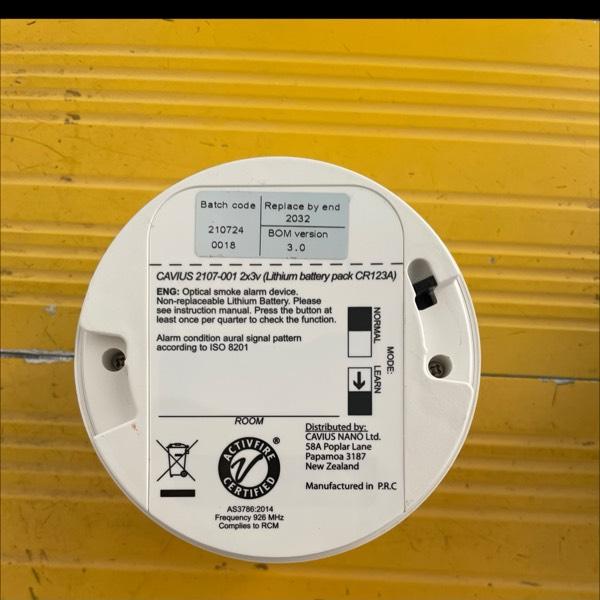 Batch code
210724
0018
Replace by end
2032
BOM version
3.0
CAVIUS 2107-001 2x3v (Lithium battery pack CR123A)
ENG: Optical smoke alarm device.
Non-replaceable Lithium Battery. Please
see instruction manual. Press the button at
least once per quarter to check the function.
Alarm condition aural signal pattern
according to ISO 8201
MODE:
NORMAL
LEARN
ROOM
ACTIVFIRE
CERTIFIED
®
AS3786:2014
Frequency 926 MHz
Complies to RCM
Distributed by:
CAVIUS NANO Ltd.
58A Poplar Lane
Papamoa 3187
New Zealand
Manufactured in P.R.C